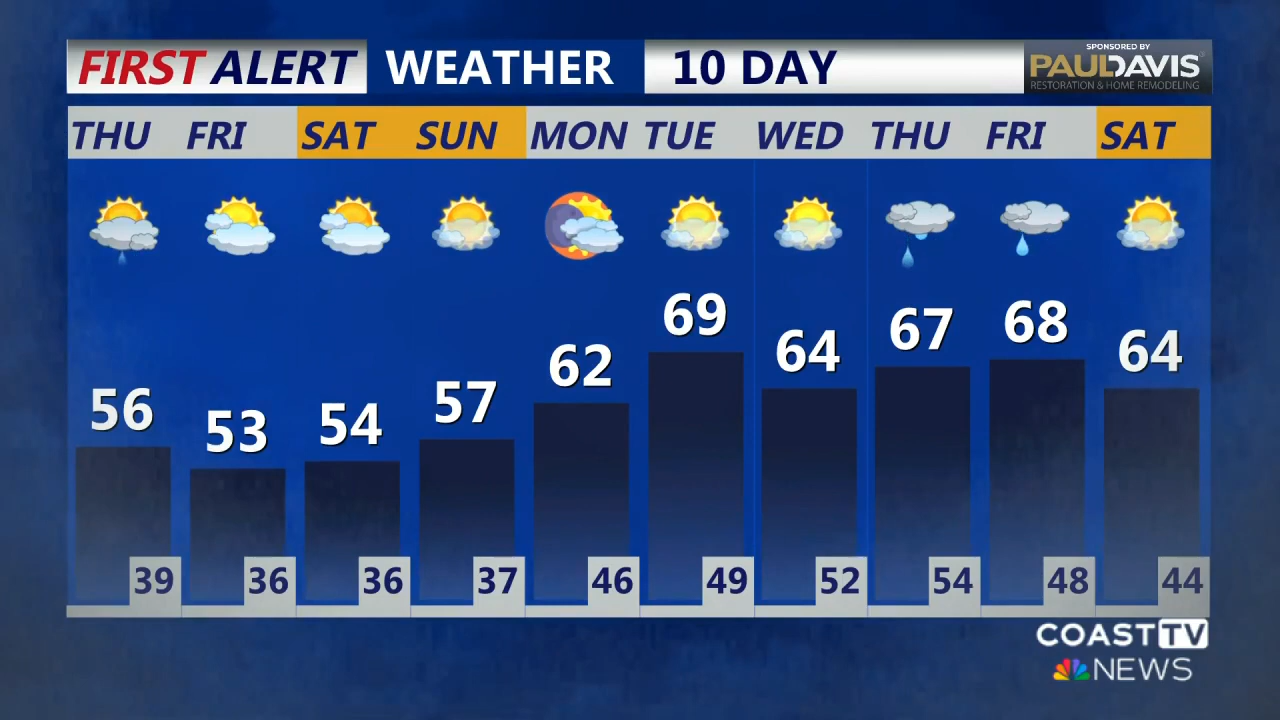 FIRST ALERT WEATHER 10 DAY
SPONSORED BY
PAUL DAVIS
RESTORATION & HOME REMODELING
THU FRI SAT SUN MON TUE WED THU FRI SAT
56 53 54 57 62 69 64 67 68 64
39 36 36 37 46 49 52 54 48 44
COAST TV
NEWS